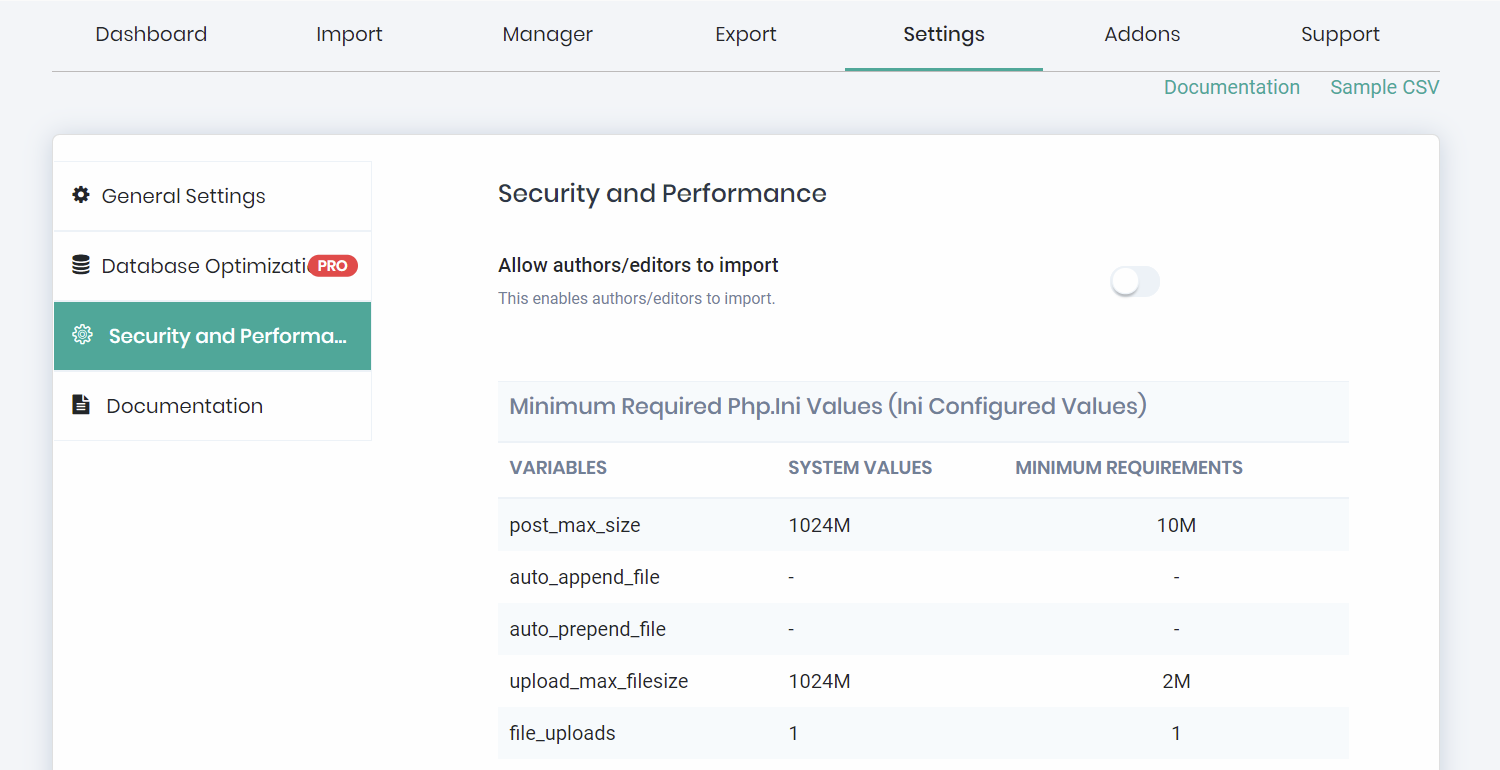 Dashboard Import Manager Export Settings Addons Support
Documentation Sample CSV
General Settings
Database Optimizati PRO
Security and Performa...
Documentation
Security and Performance
Allow authors/editors to import
This enables authors/editors to import.
Minimum Required Php.Ini Values (Ini Configured Values)
VARIABLES SYSTEM VALUES MINIMUM REQUIREMENTS
post_max_size 1024M 10M
auto_append_file - -
auto_prepend_file - -
upload_max_filesize 1024M 2M
file_uploads 1 1